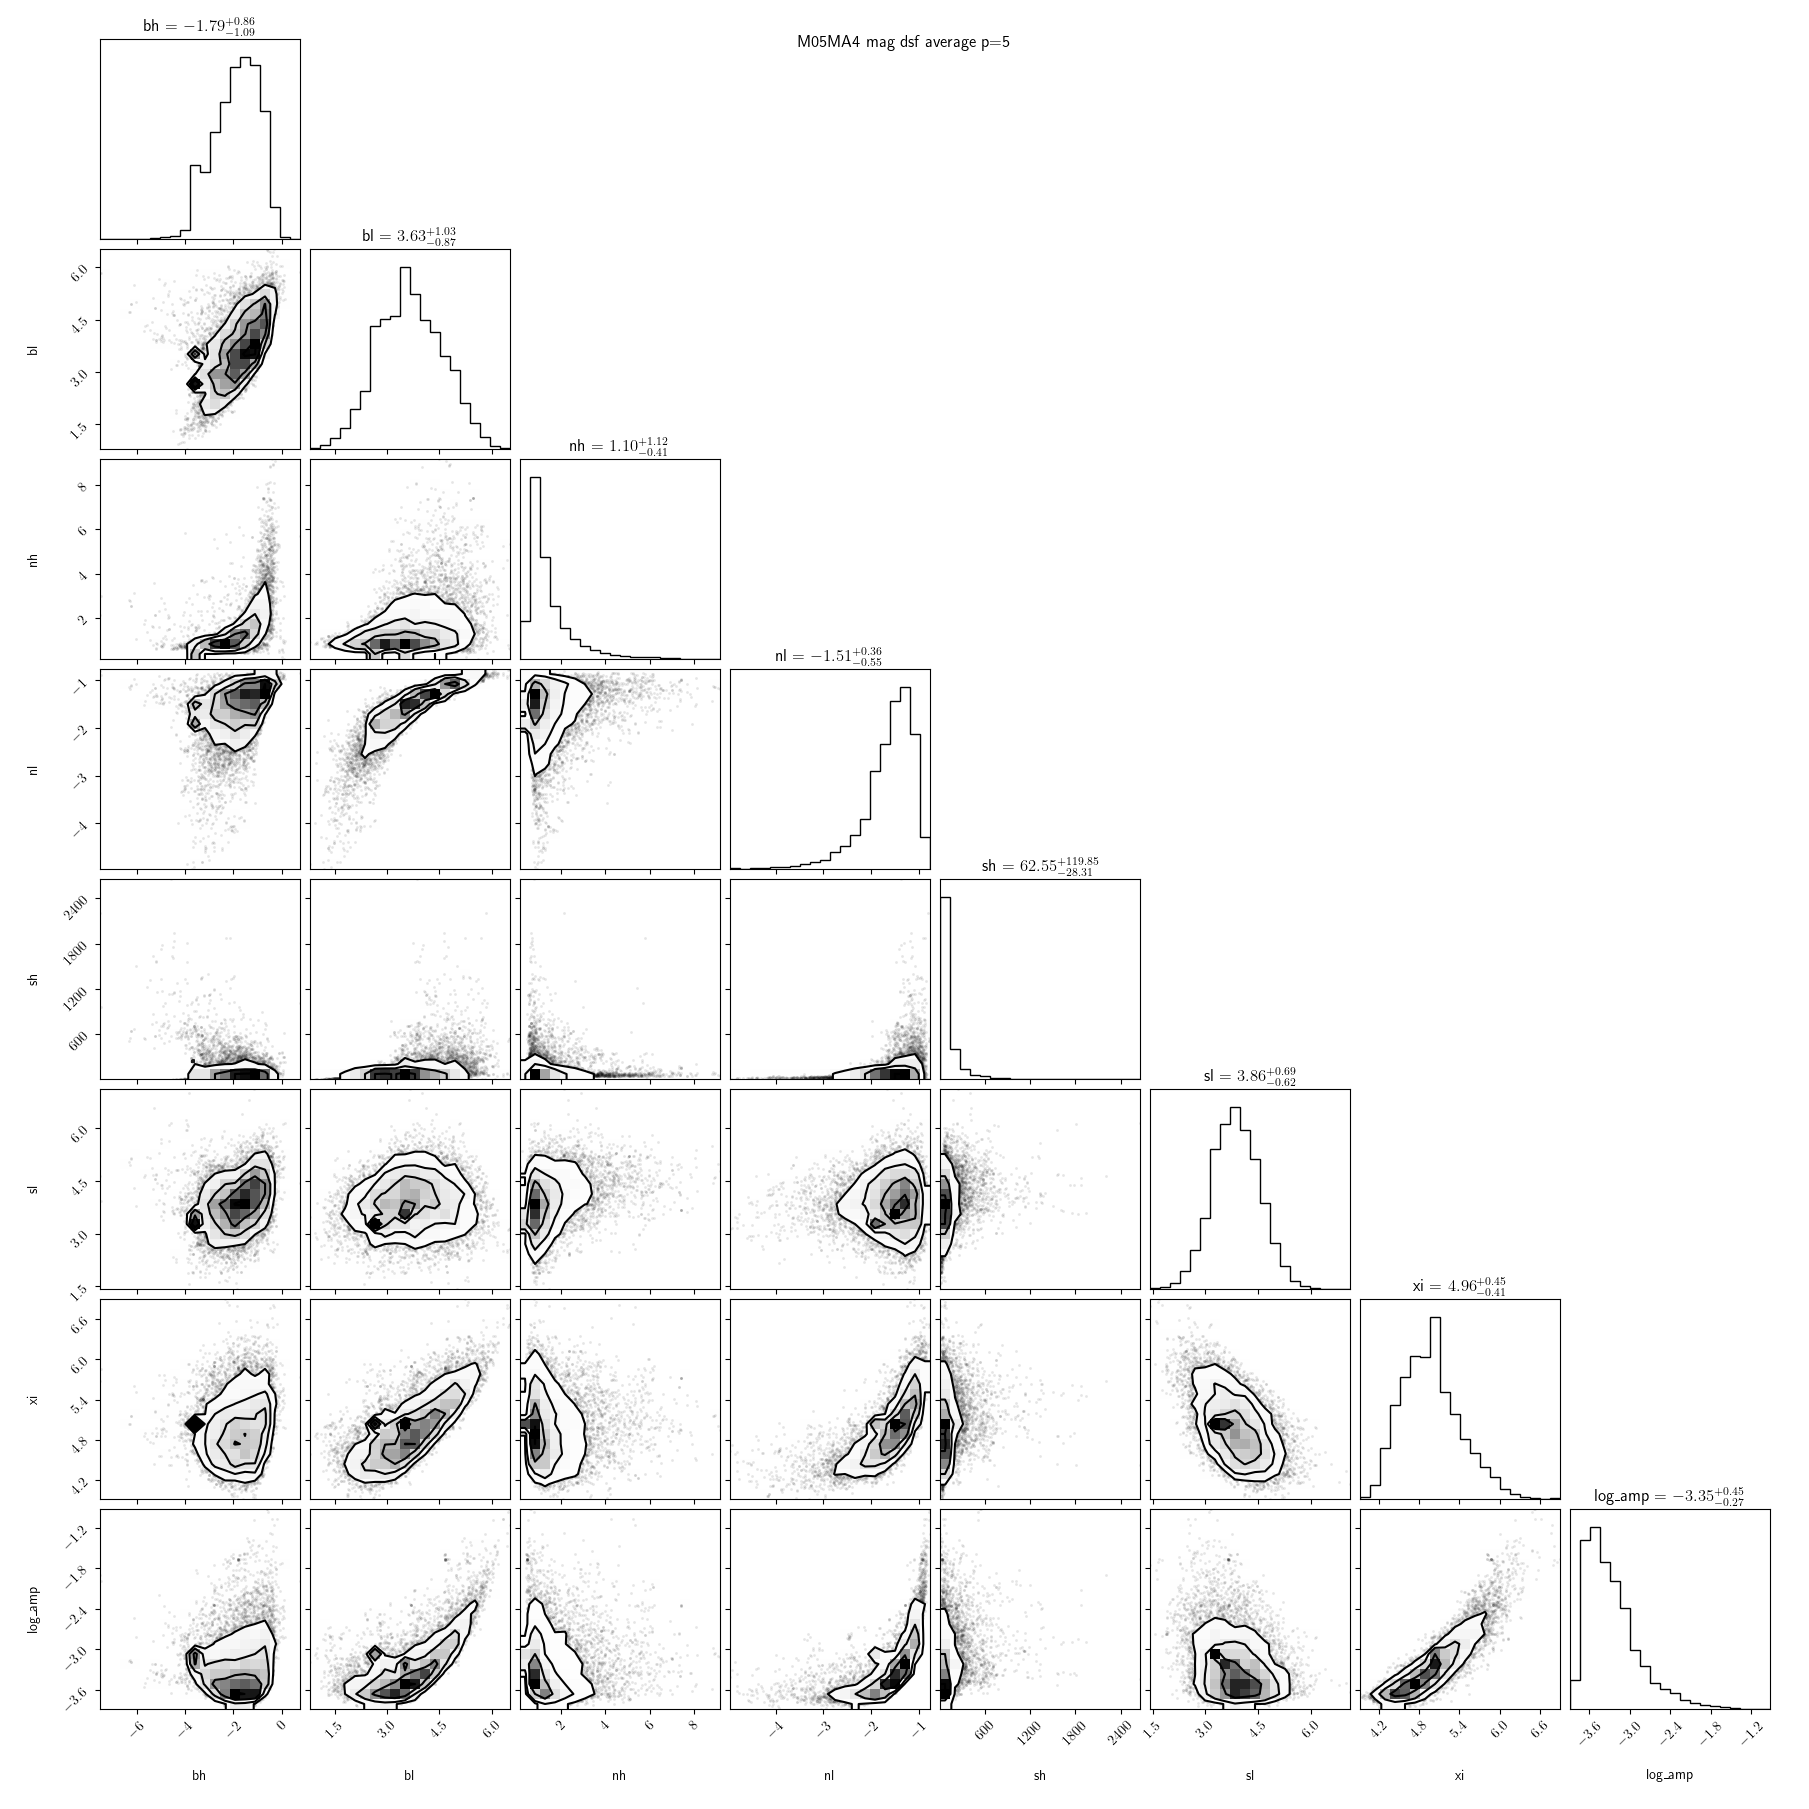 M05MA4 mag dsf average p=5
bh = −1.79+0.86−1.09
bl = 3.63+1.03−0.87
6.0
4.5
3.0
1.5
bl
nh = 1.10+1.12−0.41
8
6
4
2
nh
nl = −1.51+0.36−0.55
−1
−2
−3
−4
nl
sh = 62.55+119.85−28.31
2400
1800
1200
600
sh
sl = 3.86+0.69−0.62
6.0
4.5
3.0
1.5
sl
xi = 4.96+0.45−0.41
6.6
6.0
5.4
4.8
4.2
xi
log_amp = −3.35+0.45−0.27
−1.2
−1.8
−2.4
−3.0
−3.6
log_amp
−6 −4 −2 0 1.5 3.0 4.5 6.0 2 4 6 8 −4 −3 −2 −1 600 1200 1800 2400 1.5 3.0 4.5 6.0 4.2 4.8 5.4 6.0 6.6 −3.6 −3.0 −2.4 −1.8 −1.2
bh bl nh nl sh sl xi log_amp